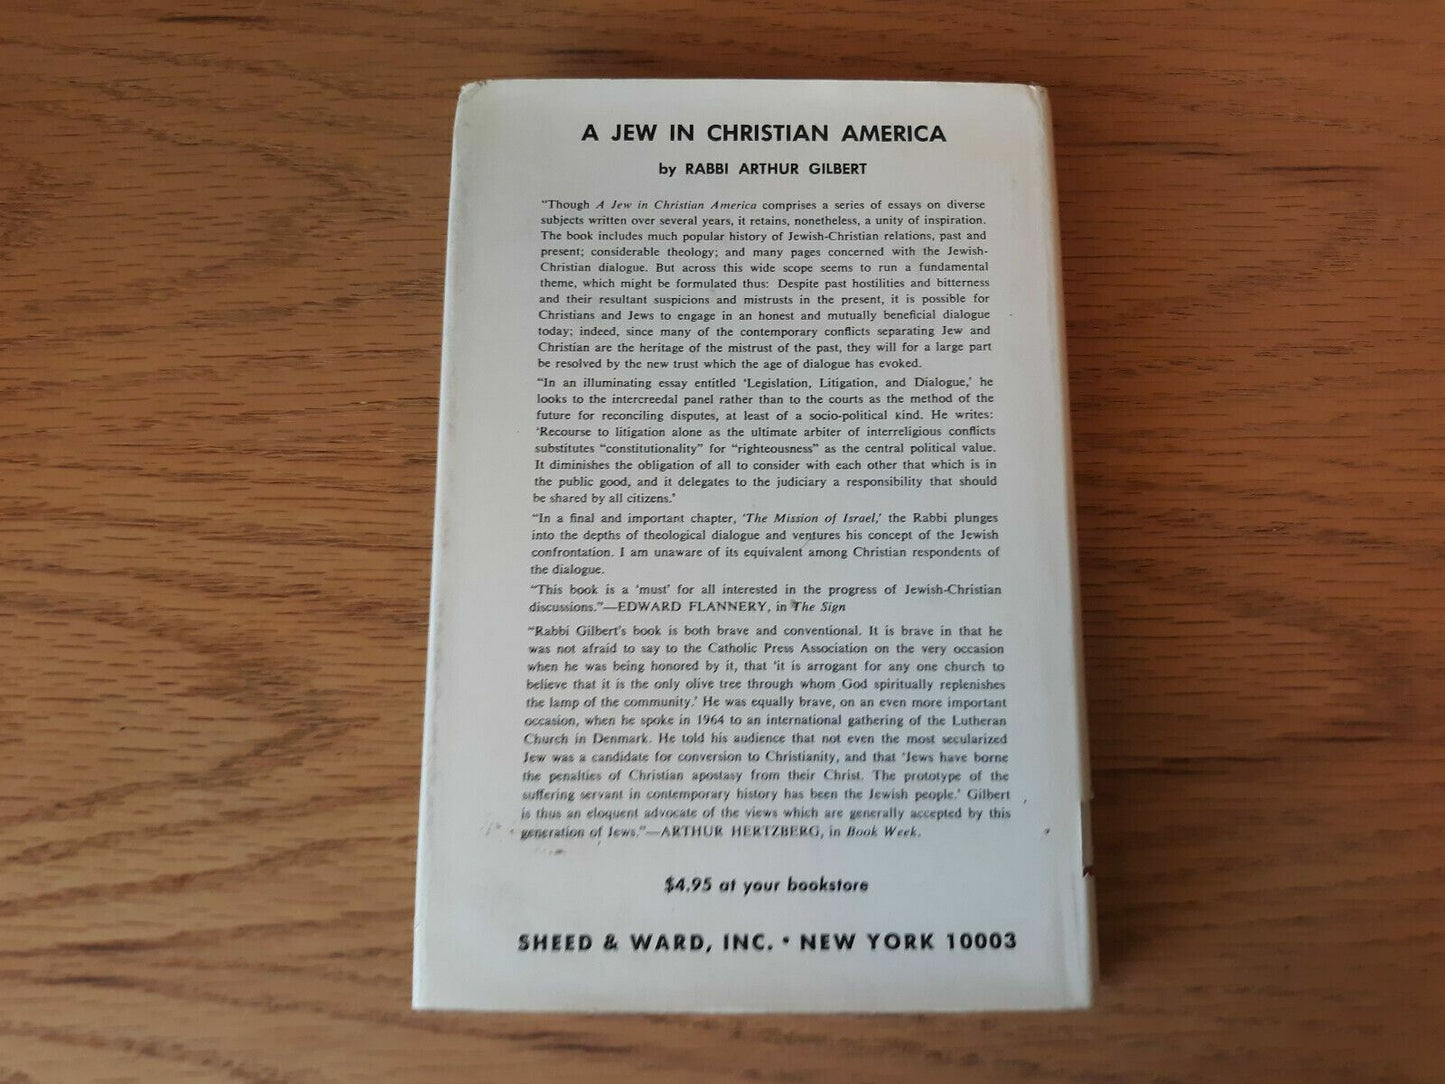 A JEW IN CHRISTIAN AMERICA
by RABBI ARTHUR GILBERT
"Though A Jew in Christian America comprises a series of essays on diverse
subjects written over several years, it retains, nonetheless, a unity of inspiration.
The book includes much popular history of Jewish-Christian relations, past and
present; considerable theology; and many pages concerned with the Jewish-
Christian dialogue. But across this wide scope seems to run a fundamental
theme, which might be formulated thus: Despite past hostilities and bitterness
and their resultant suspicions and mistrusts in the present, it is possible for
Christians and Jews to engage in an honest and mutually beneficial dialogue
today; indeed, since many of the contemporary conflicts separating Jew and
Christian are the heritage of the mistrust of the past, they will for a large part
be resolved by the new trust which the age of dialogue has evoked.
"In an illuminating essay entitled 'Legislation, Litigation, and Dialogue,' he
looks to the intercreedal panel rather than to the courts as the method of the
future for reconciling disputes, at least of a socio-political kind. He writes:
'Recourse to litigation alone as the ultimate arbiter of interreligious conflicts
substitutes "constitutionality" for "righteousness" as the central political value.
It diminishes the obligation of all to consider with each other that which is in
the public good, and it delegates to the judiciary a responsibility that should
be shared by all citizens.'
"In a final and important chapter, 'The Mission of Israel,' the Rabbi plunges
into the depths of theological dialogue and ventures his concept of the Jewish
confrontation. I am unaware of its equivalent among Christian respondents of
the dialogue.
"This book is a 'must' for all interested in the progress of Jewish-Christian
discussions."—EDWARD FLANNERY, in The Sign
"Rabbi Gilbert's book is both brave and conventional. It is brave in that he
was not afraid to say to the Catholic Press Association on the very occasion
when he was being honored by it, that 'it is arrogant for any one church to
believe that it is the only olive tree through whom God spiritually replenishes
the lamp of the community.' He was equally brave, on an even more important
occasion, when he spoke in 1964 to an international gathering of the Lutheran
Church in Denmark. He told his audience that not even the most secularized
Jew was a candidate for conversion to Christianity, and that 'Jews have borne
the penalties of Christian apostasy from their Christ. The prototype of the
suffering servant in contemporary history has been the Jewish people.' Gilbert
is thus an eloquent advocate of the views which are generally accepted by this
generation of Jews."—ARTHUR HERTZBERG, in Book Week.
$4.95 at your bookstore
SHEED & WARD, INC. • NEW YORK 10003